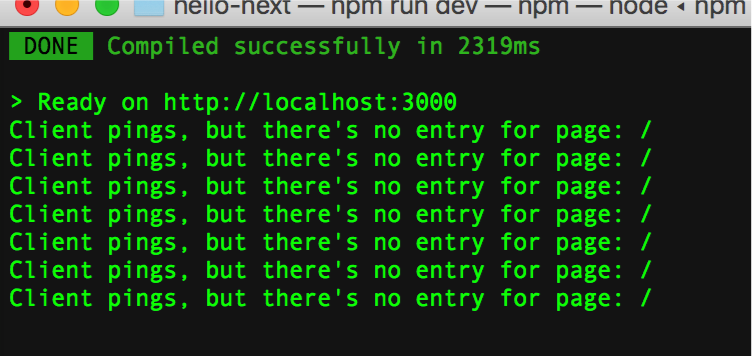 hello-next — npm run dev — npm — node ◂ npm
DONE Compiled successfully in 2319ms
> Ready on http://localhost:3000
Client pings, but there's no entry for page: /
Client pings, but there's no entry for page: /
Client pings, but there's no entry for page: /
Client pings, but there's no entry for page: /
Client pings, but there's no entry for page: /
Client pings, but there's no entry for page: /
Client pings, but there's no entry for page: /